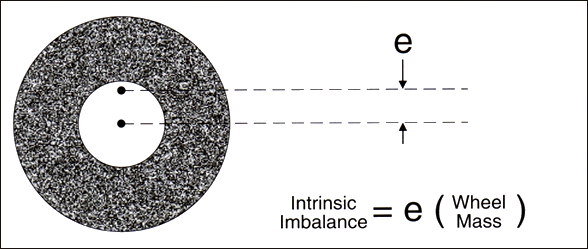 e
Intrinsic
Imbalance = e ( Wheel
Mass )